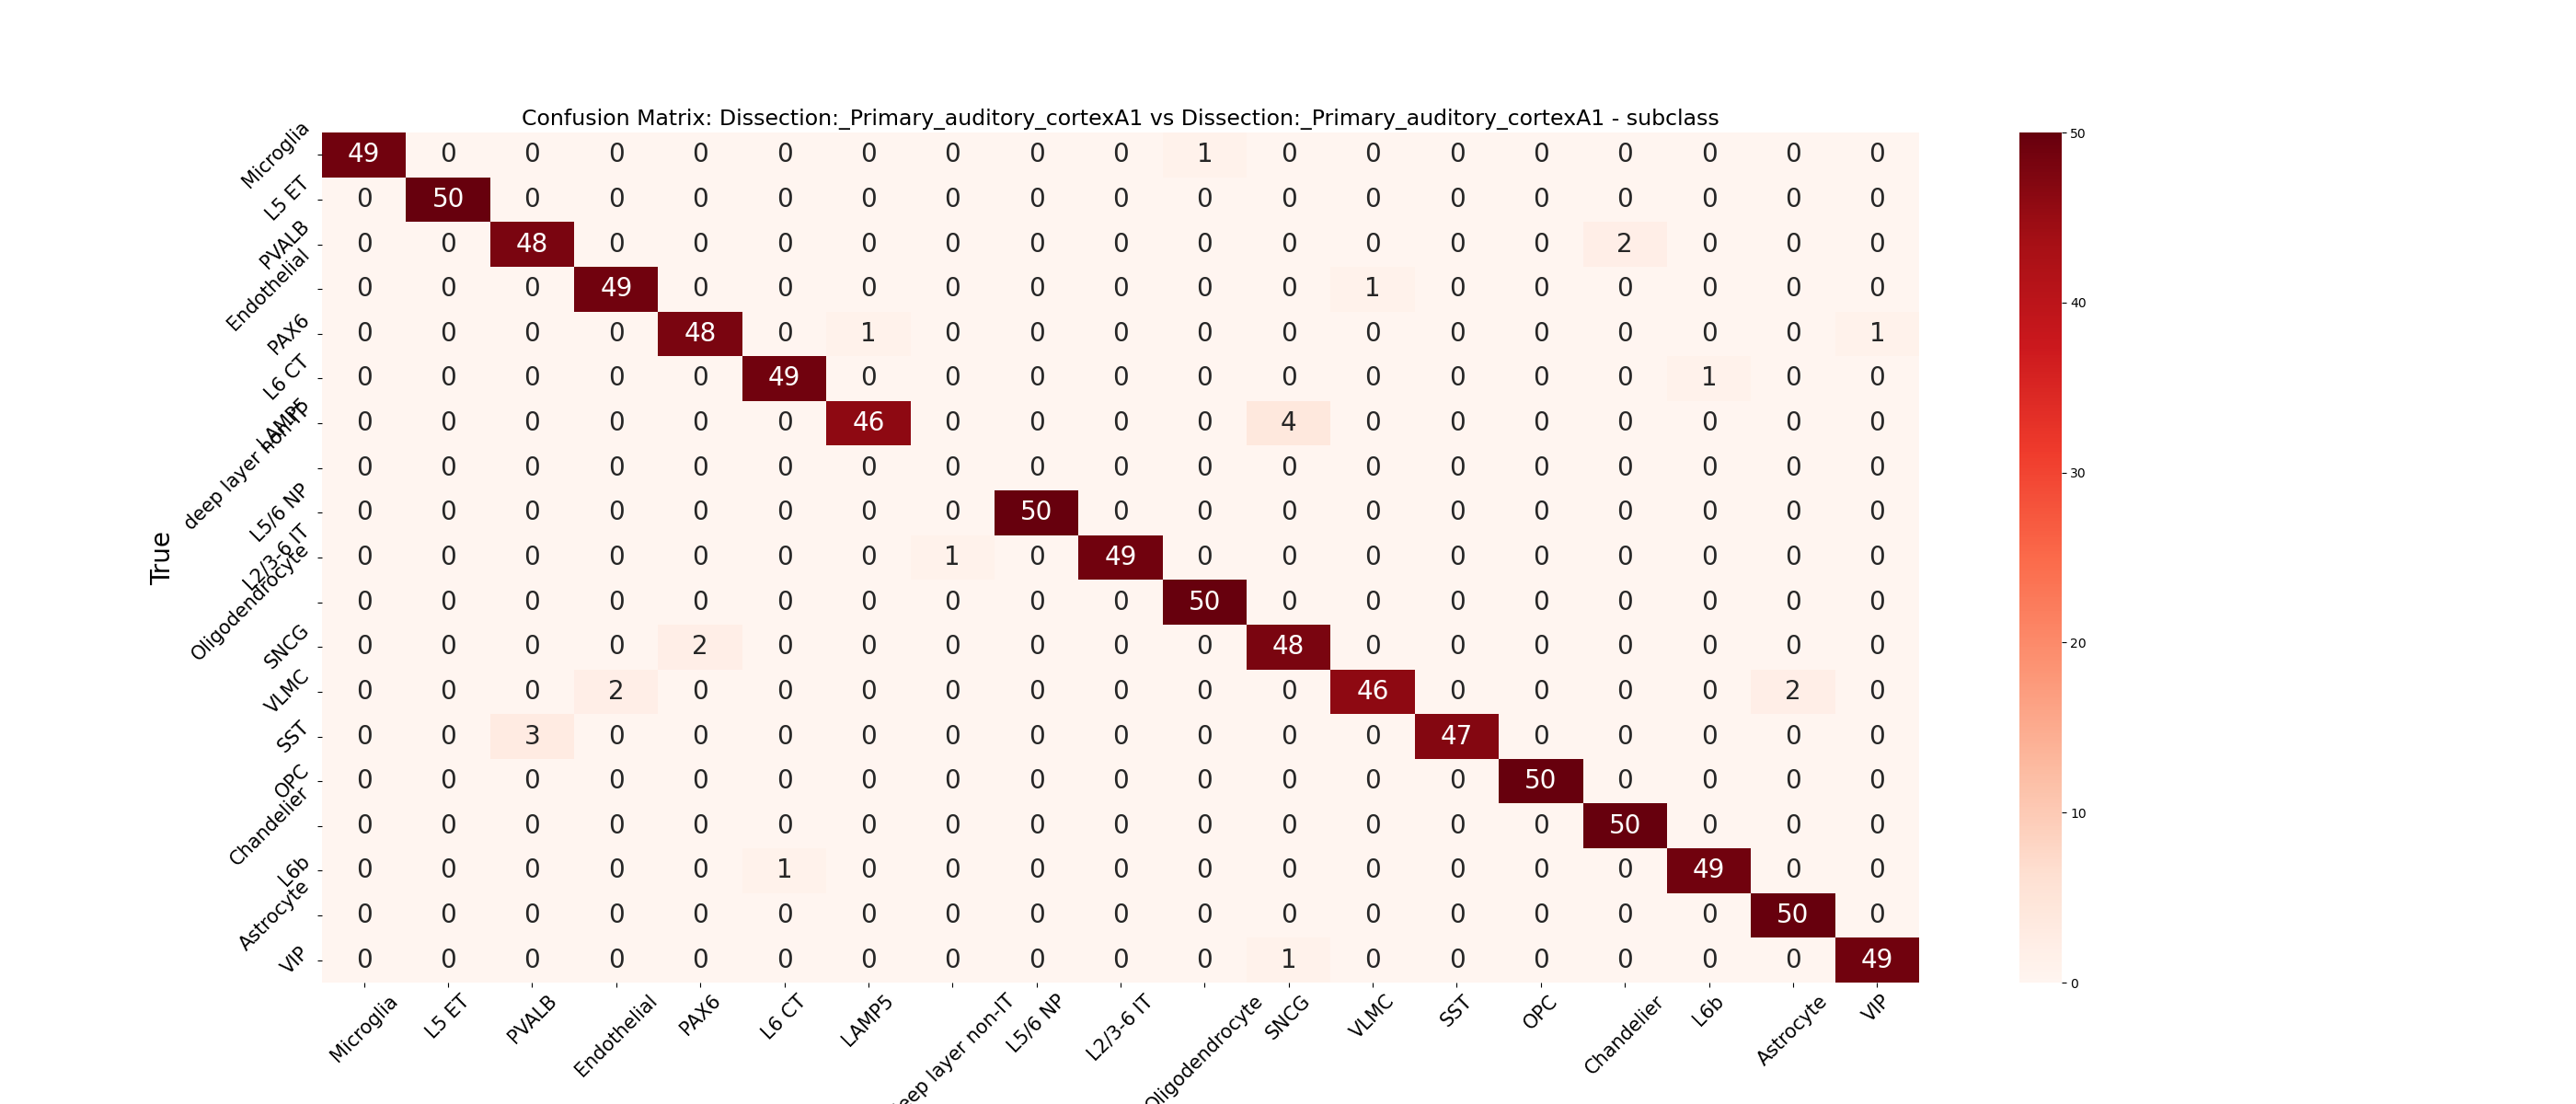 Confusion Matrix: Dissection:_Primary_auditory_cortexA1 vs Dissection:_Primary_auditory_cortexA1 - subclass
Microglia 49 0 0 0 0 0 0 0 0 0 1 0 0 0 0 0 0 0 0
L5 ET 0 50 0 0 0 0 0 0 0 0 0 0 0 0 0 0 0 0 0
PVALB 0 0 48 0 0 0 0 0 0 0 0 0 0 0 0 2 0 0 0
Endothelial 0 0 0 49 0 0 0 0 0 0 0 0 1 0 0 0 0 0 0
PAX6 0 0 0 0 48 0 1 0 0 0 0 0 0 0 0 0 0 0 1
L6 CT 0 0 0 0 0 49 0 0 0 0 0 0 0 0 0 0 1 0 0
LAMP5 0 0 0 0 0 0 46 0 0 0 0 4 0 0 0 0 0 0 0
deep layer non-IT 0 0 0 0 0 0 0 0 0 0 0 0 0 0 0 0 0 0 0
L5/6 NP 0 0 0 0 0 0 0 0 50 0 0 0 0 0 0 0 0 0 0
L2/3-6 IT 0 0 0 0 0 0 0 1 0 49 0 0 0 0 0 0 0 0 0
Oligodendrocyte 0 0 0 0 0 0 0 0 0 0 50 0 0 0 0 0 0 0 0
SNCG 0 0 0 0 2 0 0 0 0 0 0 48 0 0 0 0 0 0 0
VLMC 0 0 0 2 0 0 0 0 0 0 0 0 46 0 0 0 0 2 0
SST 0 0 3 0 0 0 0 0 0 0 0 0 0 47 0 0 0 0 0
OPC 0 0 0 0 0 0 0 0 0 0 0 0 0 0 50 0 0 0 0
Chandelier 0 0 0 0 0 0 0 0 0 0 0 0 0 0 0 50 0 0 0
L6b 0 0 0 0 0 1 0 0 0 0 0 0 0 0 0 0 49 0 0
Astrocyte 0 0 0 0 0 0 0 0 0 0 0 0 0 0 0 0 0 50 0
VIP 0 0 0 0 0 0 0 0 0 0 0 1 0 0 0 0 0 0 49
True
Microglia L5 ET PVALB Endothelial PAX6 L6 CT LAMP5 layer non-IT L5/6 NP L2/3-6 IT Oligodendrocyte SNCG VLMC SST OPC Chandelier L6b Astrocyte VIP
50
40
30
20
10
0